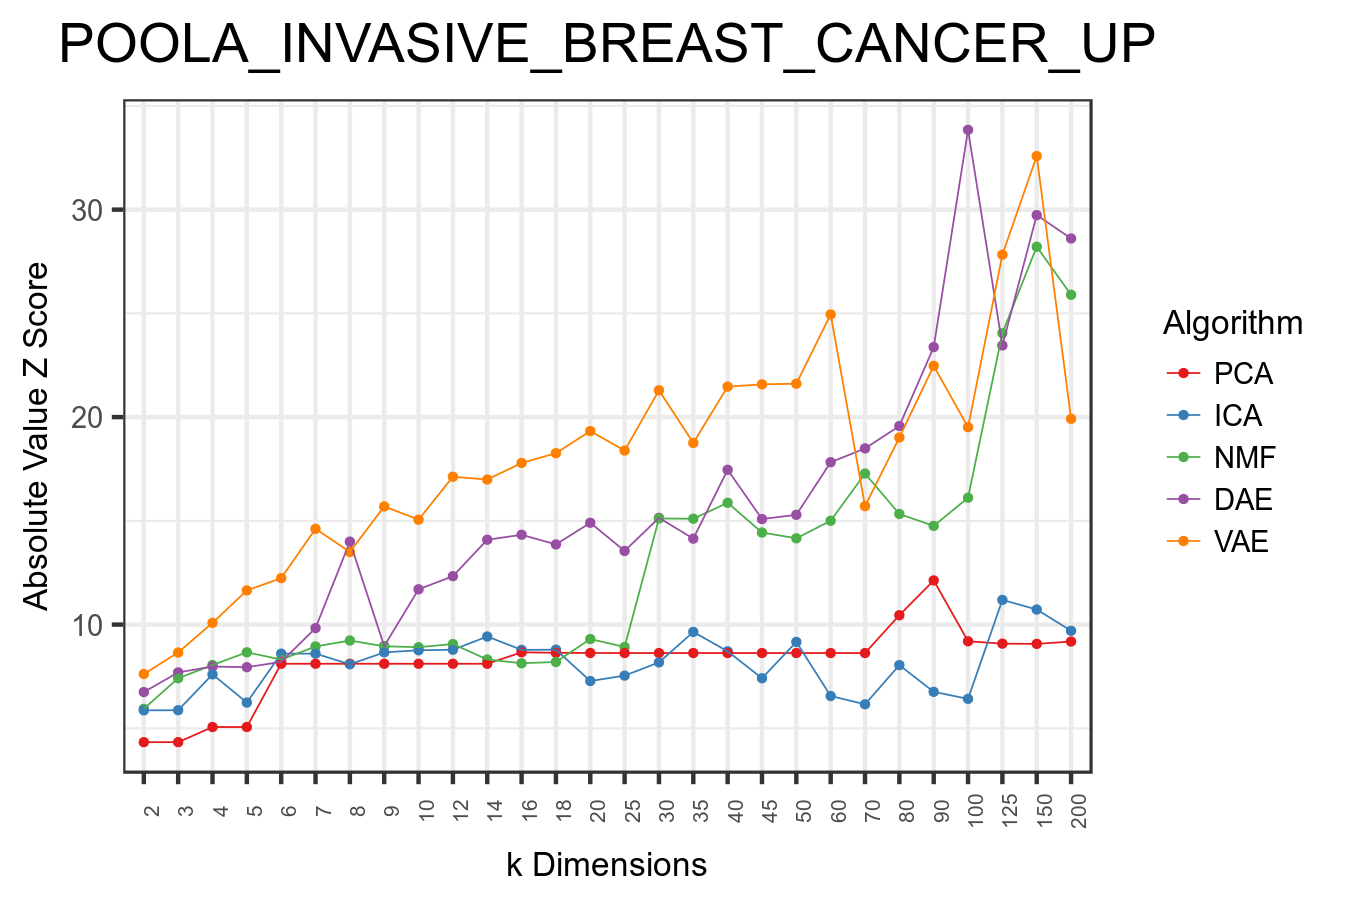 POOLA_INVASIVE_BREAST_CANCER_UP
Absolute Value Z Score
30
20
10
2 3 4 5 6 7 8 9 10 12 14 16 18 20 25 30 35 40 45 50 60 70 80 90 100 125 150 200
k Dimensions
Algorithm
PCA
ICA
NMF
DAE
VAE